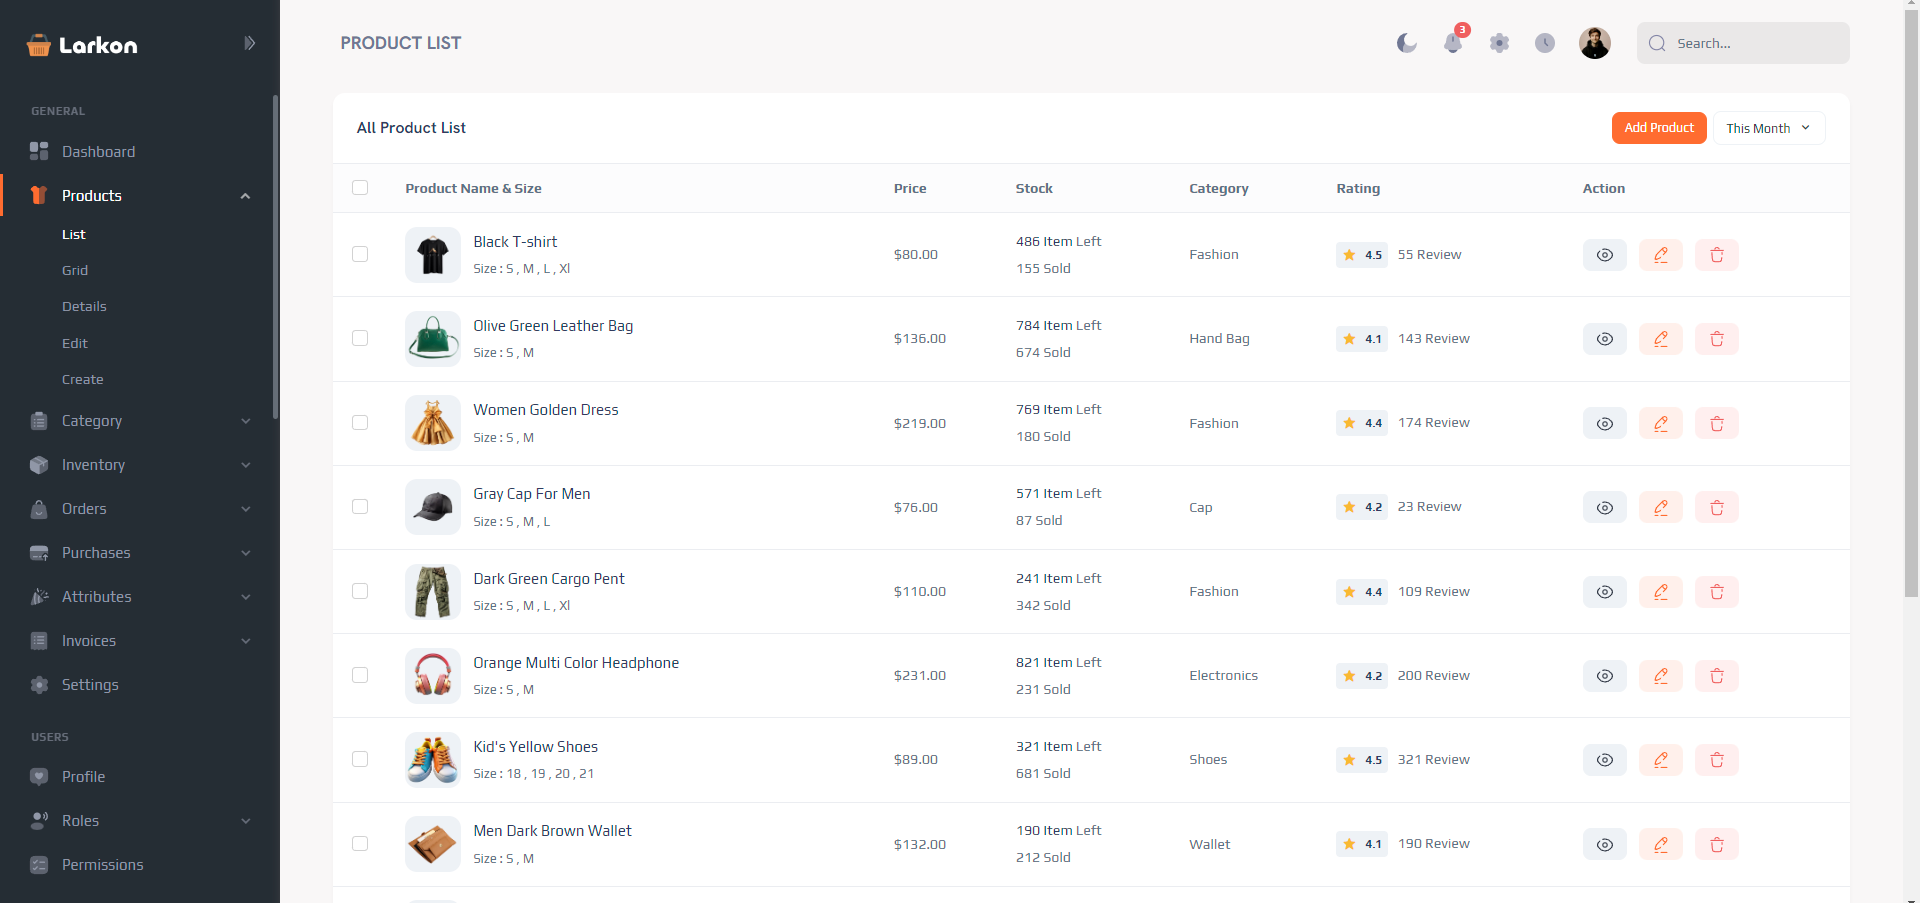 Larkon
PRODUCT LIST
3
Search...
GENERAL
Dashboard
Products
List
Grid
Details
Edit
Create
Category
Inventory
Orders
Purchases
Attributes
Invoices
Settings
USERS
Profile
Roles
Permissions
All Product List
Add Product
This Month
Product Name & Size Price Stock Category Rating Action
Black T-shirt
Size : S , M , L , Xl
$80.00
486 Item Left
155 Sold
Fashion
4.5 55 Review
Olive Green Leather Bag
Size : S , M
$136.00
784 Item Left
674 Sold
Hand Bag
4.1 143 Review
Women Golden Dress
Size : S , M
$219.00
769 Item Left
180 Sold
Fashion
4.4 174 Review
Gray Cap For Men
Size : S , M , L
$76.00
571 Item Left
87 Sold
Cap
4.2 23 Review
Dark Green Cargo Pent
Size : S , M , L , Xl
$110.00
241 Item Left
342 Sold
Fashion
4.4 109 Review
Orange Multi Color Headphone
Size : S , M
$231.00
821 Item Left
231 Sold
Electronics
4.2 200 Review
Kid's Yellow Shoes
Size : 18 , 19 , 20 , 21
$89.00
321 Item Left
681 Sold
Shoes
4.5 321 Review
Men Dark Brown Wallet
Size : S , M
$132.00
190 Item Left
212 Sold
Wallet
4.1 190 Review